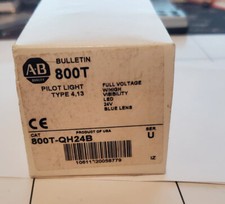 AB
BULLETIN
800T
PILOT LIGHT
TYPE 4,13
FULL VOLTAGE
W/HIGH
VISIBILITY
LED
24V
BLUE LENS
CE
PRODUCT OF USA
CAT
800T-QH24B
SER
U